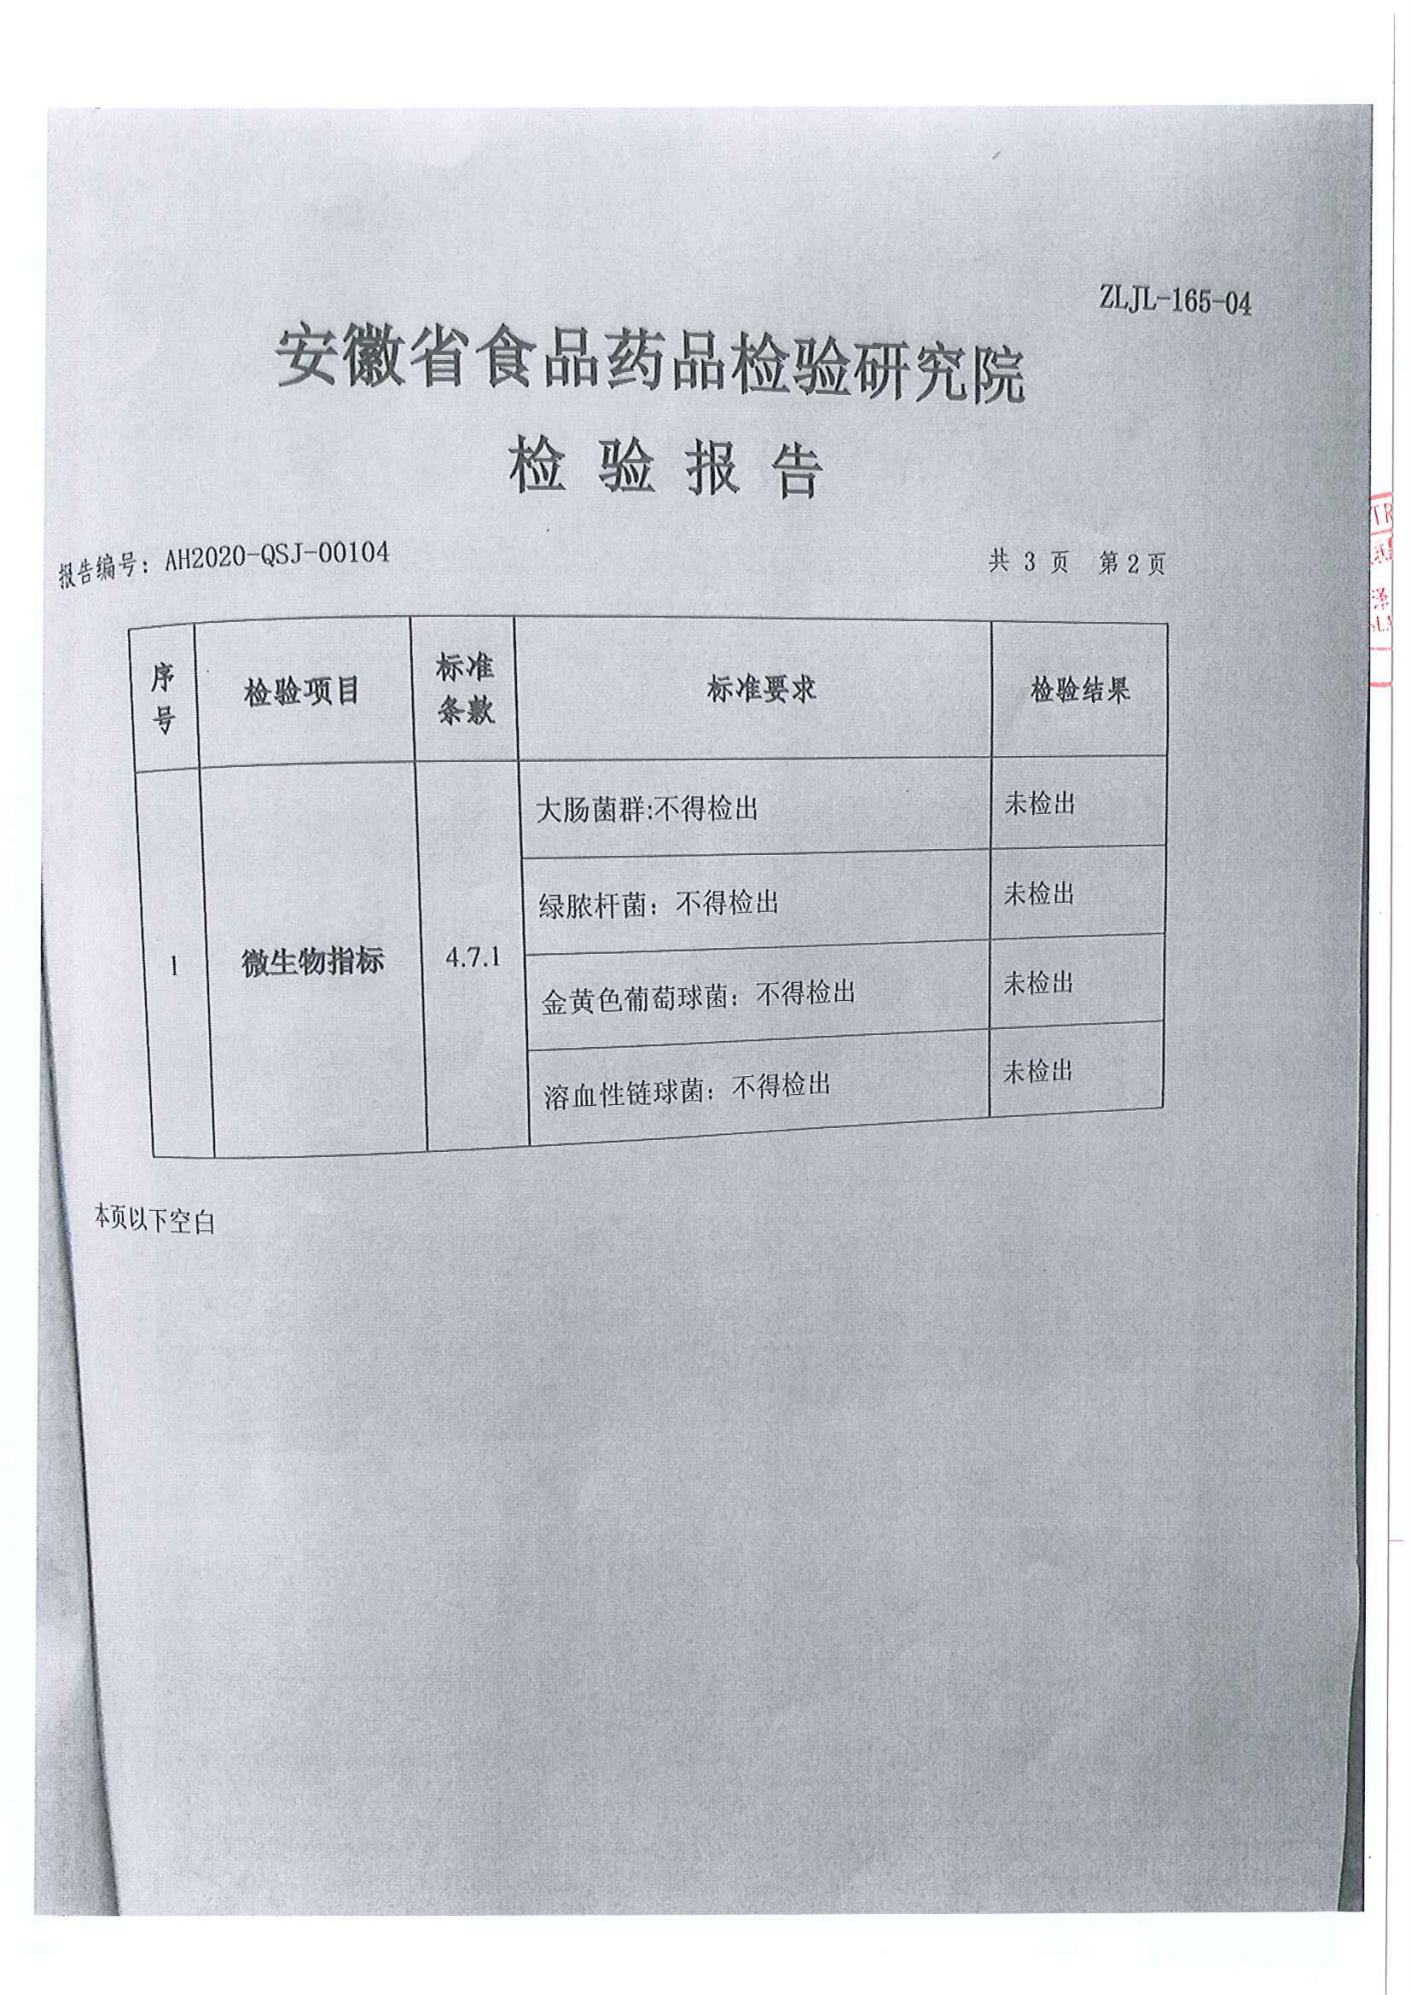 ZLJL-165-04
安徽省食品药品检验研究院
检验报告
报告编号：AH2020-QSJ-00104
共 3 页 第2页
序号 检验项目 标准条款 标准要求 检验结果
1 微生物指标 4.7.1
大肠菌群:不得检出 未检出
绿脓杆菌：不得检出 未检出
金黄色葡萄球菌：不得检出 未检出
溶血性链球菌：不得检出 未检出
本页以下空白